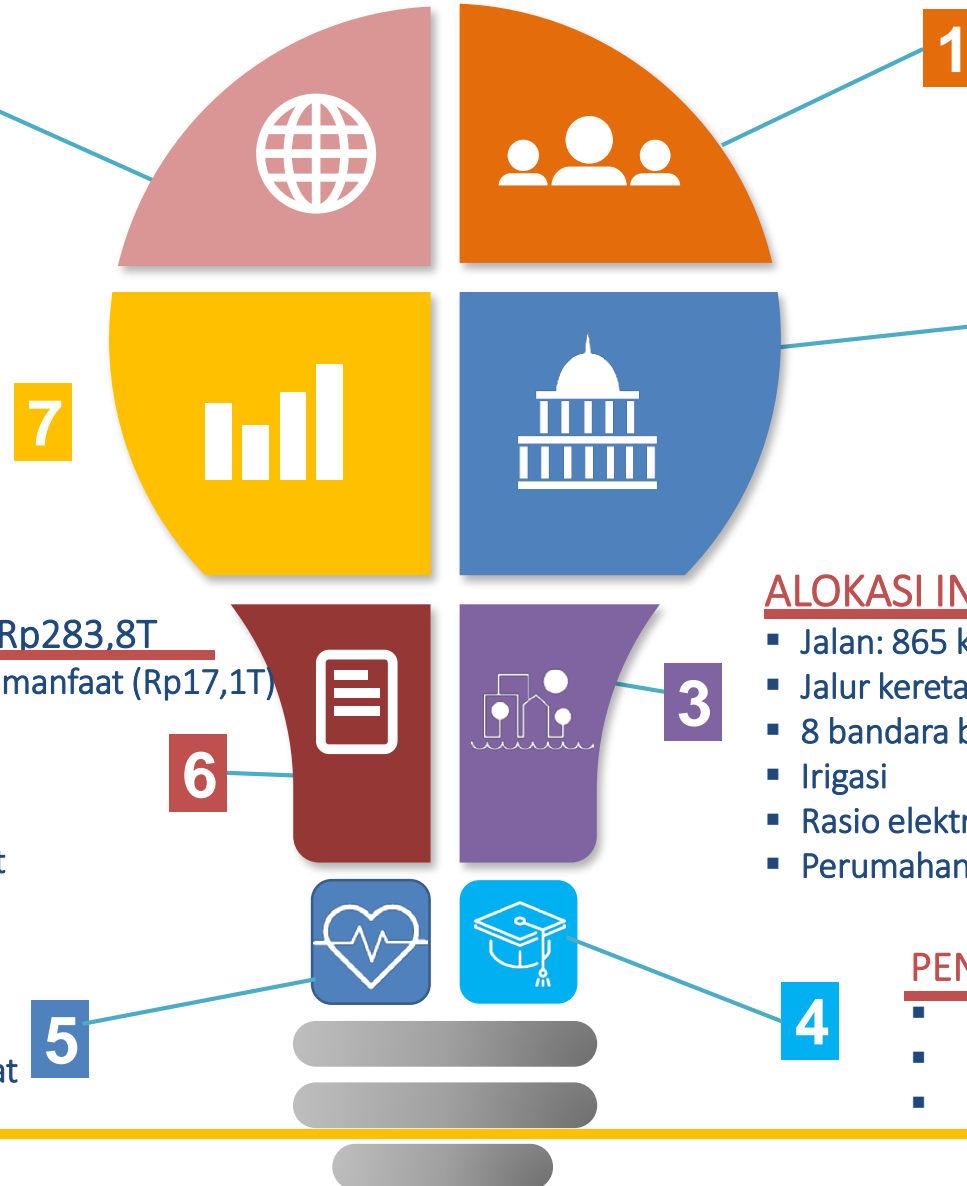 1
7
Rp283,8T
manfaat (Rp17,1T)
6
3
ALOKASI IN
Jalan: 865 k
Jalur kereta
8 bandara b
Irigasi
Rasio elektr
Perumahan
t
5
at
4
PEN